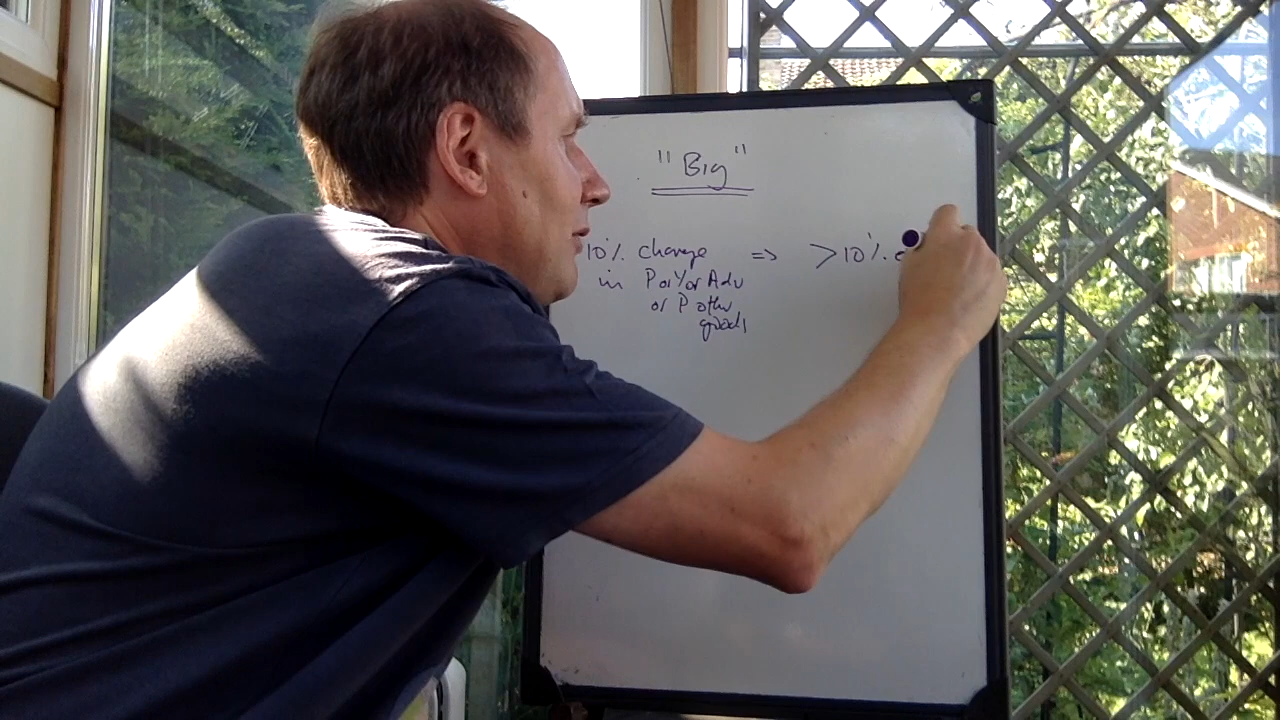 "Big"
10% change => >10% c
in P or Y or Adv
or P other
goods